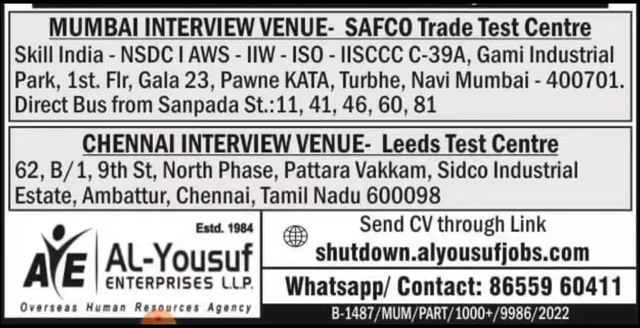 MUMBAI INTERVIEW VENUE- SAFCO Trade Test Centre
Skill India - NSDC I AWS - IIW - ISO - IISCCC C-39A, Gami Industrial
Park, 1st. Flr, Gala 23, Pawne KATA, Turbhe, Navi Mumbai - 400701.
Direct Bus from Sanpada St.:11, 41, 46, 60, 81
CHENNAI INTERVIEW VENUE- Leeds Test Centre
62, B/1, 9th St, North Phase, Pattara Vakkam, Sidco Industrial
Estate, Ambattur, Chennai, Tamil Nadu 600098
Estd. 1984
AYE
AL-Yousuf
ENTERPRISES L.L.P.
Overseas Human Resources Agency
Send CV through Link
shutdown.alyousufjobs.com
Whatsapp/ Contact: 86559 60411
B-1487/MUM/PART/1000+/9986/2022